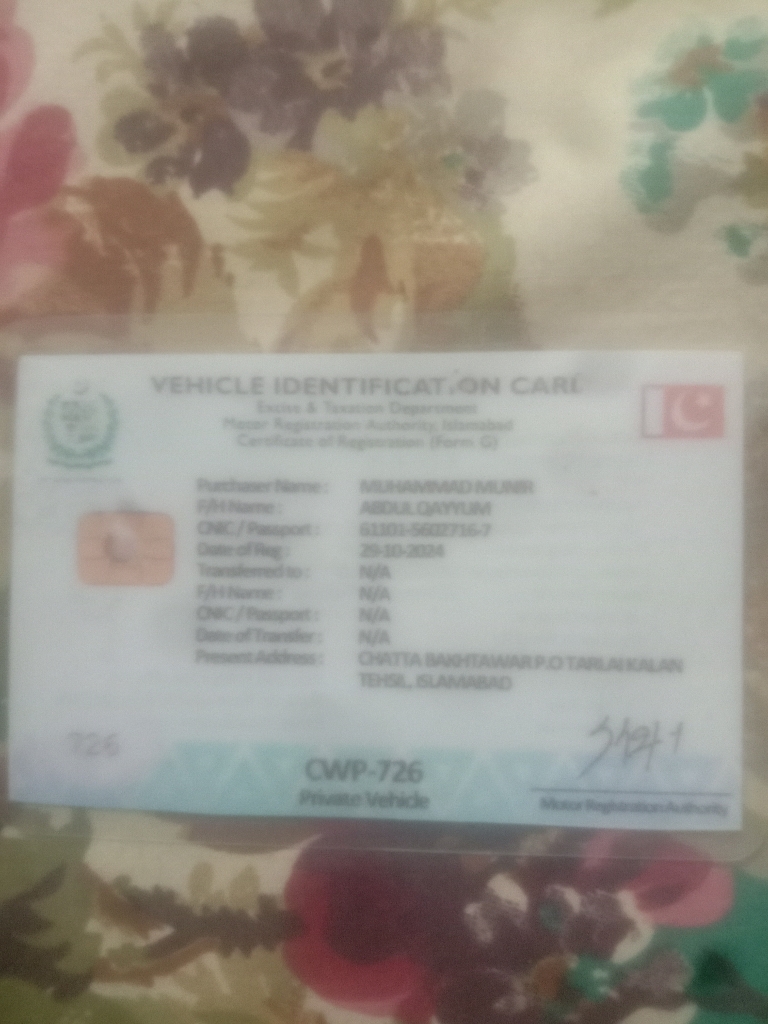 VEHICLE IDENTIFICATION CARD
Excise & Taxation Department
Motor Registration Authority, Islamabad
Certificate of Registration (Form G)
Purchaser Name : MUHAMMAD MUNIR
F/H Name : ABDUL QAYYUM
CNIC / Passport : 61101-5602716-7
Date of Reg : 29-10-2024
Transferred to : N/A
F/H Name : N/A
CNIC / Passport : N/A
Date of Transfer : N/A
Present Address : CHATTA BAKHTAWAR P.O TARLAI KALAN
TEHSIL, ISLAMABAD
726
CWP-726
Private Vehicle
Motor Registration Authority